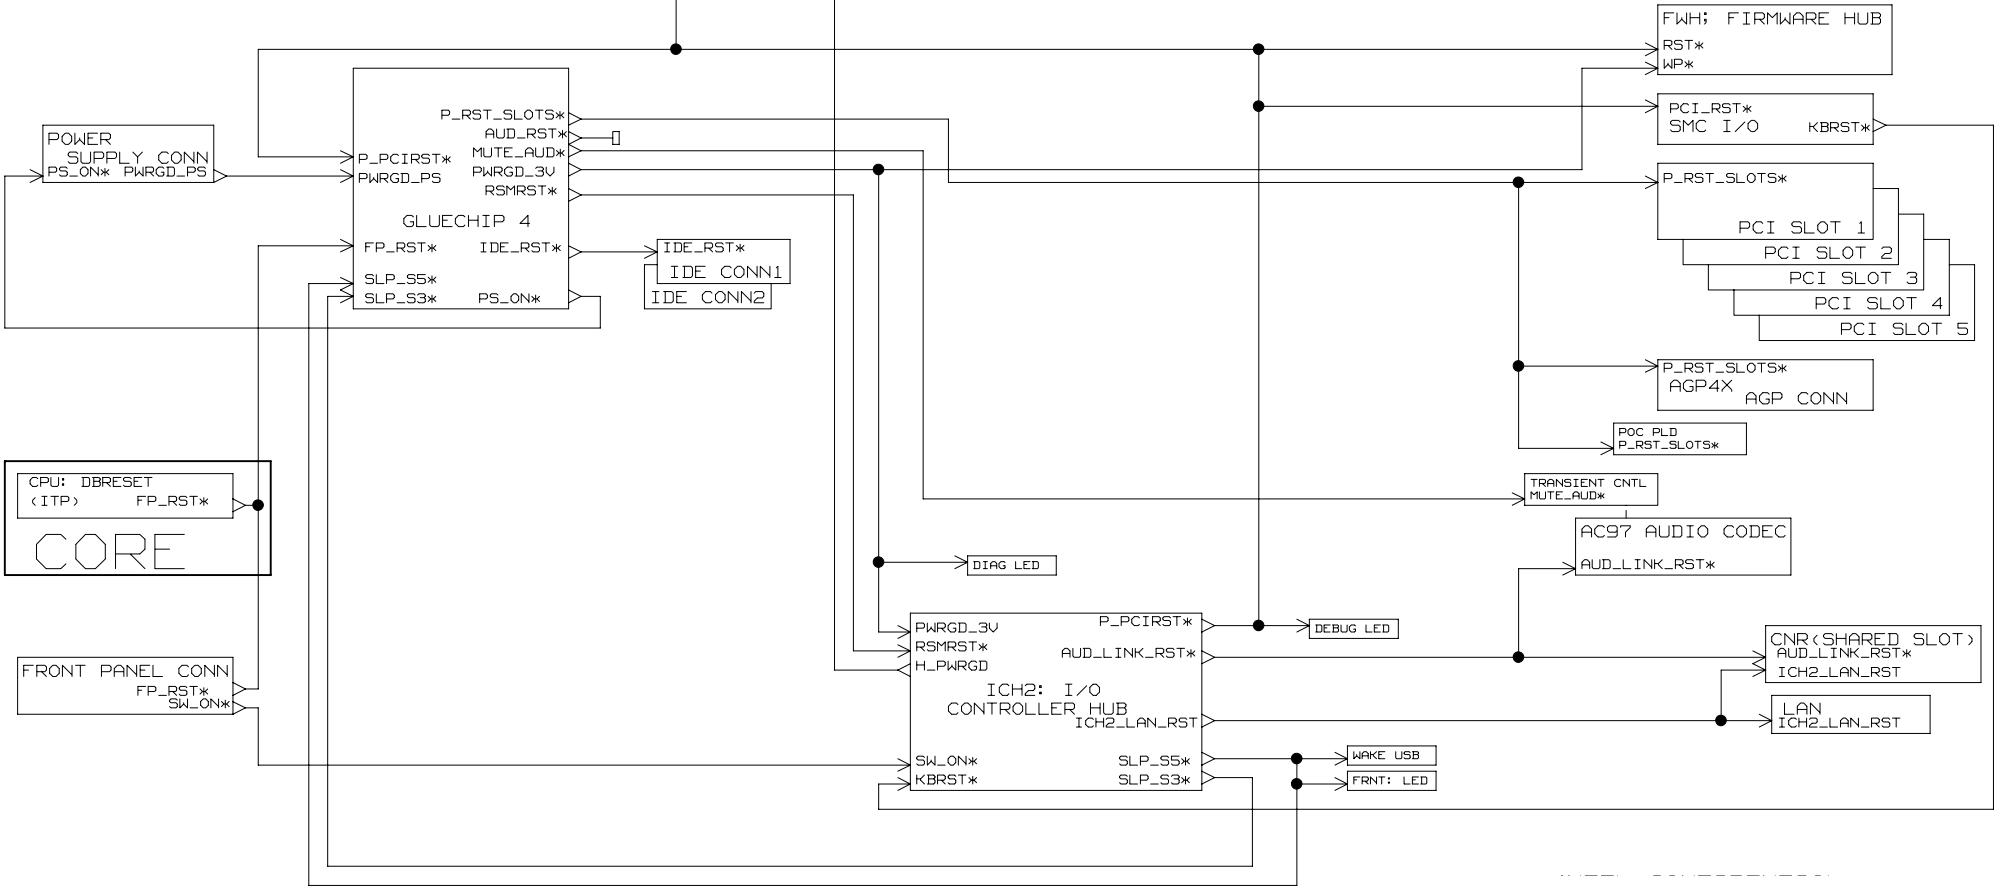 FWH; FIRMWARE HUB
RST*
WP*
PCI_RST*
SMC I/O
KBRST*
POWER
SUPPLY CONN
PS_ON* PWRGD_PS
P_RST_SLOTS*
AUD_RST*
MUTE_AUD*
P_PCIRST*
PWRGD_3V
PWRGD_PS
RSMRST*
GLUECHIP 4
FP_RST*
IDE_RST*
SLP_S5*
SLP_S3*
PS_ON*
IDE_RST*
IDE CONN1
IDE CONN2
P_RST_SLOTS*
PCI SLOT 1
PCI SLOT 2
PCI SLOT 3
PCI SLOT 4
PCI SLOT 5
P_RST_SLOTS*
AGP4X
AGP CONN
POC PLD
P_RST_SLOTS*
CPU: DBRESET
(ITP) FP_RST*
CORE
TRANSIENT CNTL
MUTE_AUD*
AC97 AUDIO CODEC
AUD_LINK_RST*
DIAG LED
FRONT PANEL CONN
FP_RST*
SW_ON*
PWRGD_3V
P_PCIRST*
RSMRST*
AUD_LINK_RST*
H_PWRGD
ICH2: I/O
CONTROLLER HUB
ICH2_LAN_RST
SW_ON*
SLP_S5*
KBRST*
SLP_S3*
DEBUG LED
CNR(SHARED SLOT)
AUD_LINK_RST*
ICH2_LAN_RST
LAN
ICH2_LAN_RST
WAKE USB
FRNT: LED